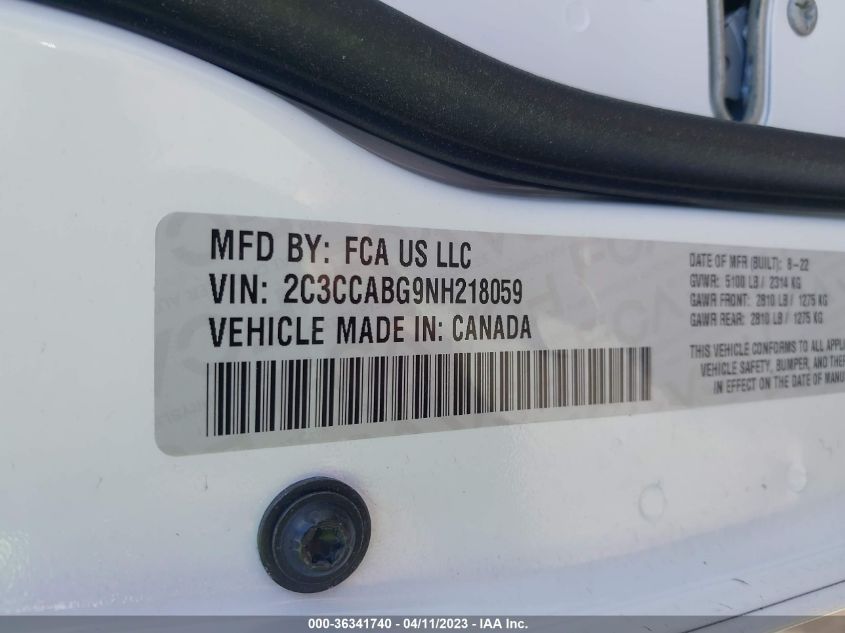 MFD BY: FCA US LLC
VIN: 2C3CCABG9NH218059
VEHICLE MADE IN: CANADA
DATE OF MFR (BUILT): 8-22
GVWR: 5100 LB / 2314 KG
GAWR FRONT: 2810 LB / 1275 KG
GAWR REAR: 2810 LB / 1275 KG
THIS VEHICLE CONFORMS TO ALL APPL
VEHICLE SAFETY, BUMPER, AND THE
IN EFFECT ON THE DATE OF MANU
000-36341740 - 04/11/2023 - IAA Inc.